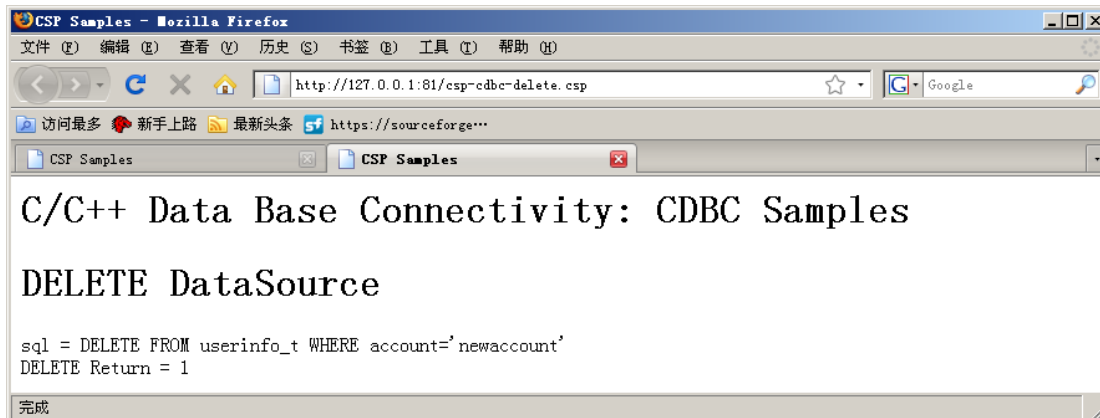 CSP Samples - Mozilla Firefox
文件 (F) 编辑 (E) 查看 (V) 历史 (S) 书签 (B) 工具 (T) 帮助 (H)
http://127.0.0.1:81/csp-cdbc-delete.csp G Google
访问最多 新手上路 最新头条 sf https://sourceforge…
CSP Samples CSP Samples
C/C++ Data Base Connectivity: CDBC Samples
DELETE DataSource
sql = DELETE FROM userinfo_t WHERE account='newaccount'
DELETE Return = 1
完成